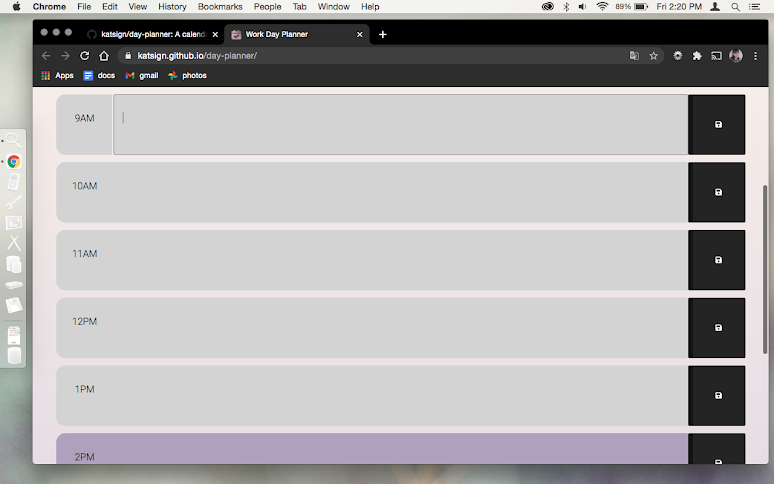 Chrome File Edit View History Bookmarks People Tab Window Help 89% Fri 2:20 PM
katsign/day-planner: A calend Work Day Planner
katsign.github.io/day-planner/
Apps docs gmail photos
9AM
10AM
11AM
12PM
1PM
2PM